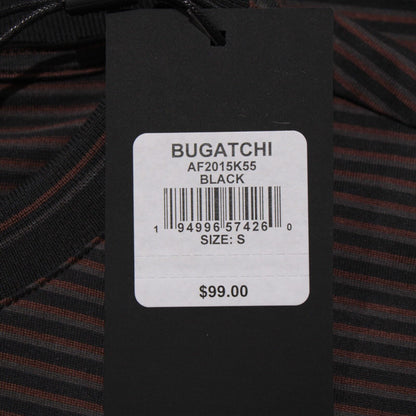 BUGATCHI
AF2015K55
BLACK
1 94996 57426 0
SIZE: S
$99.00